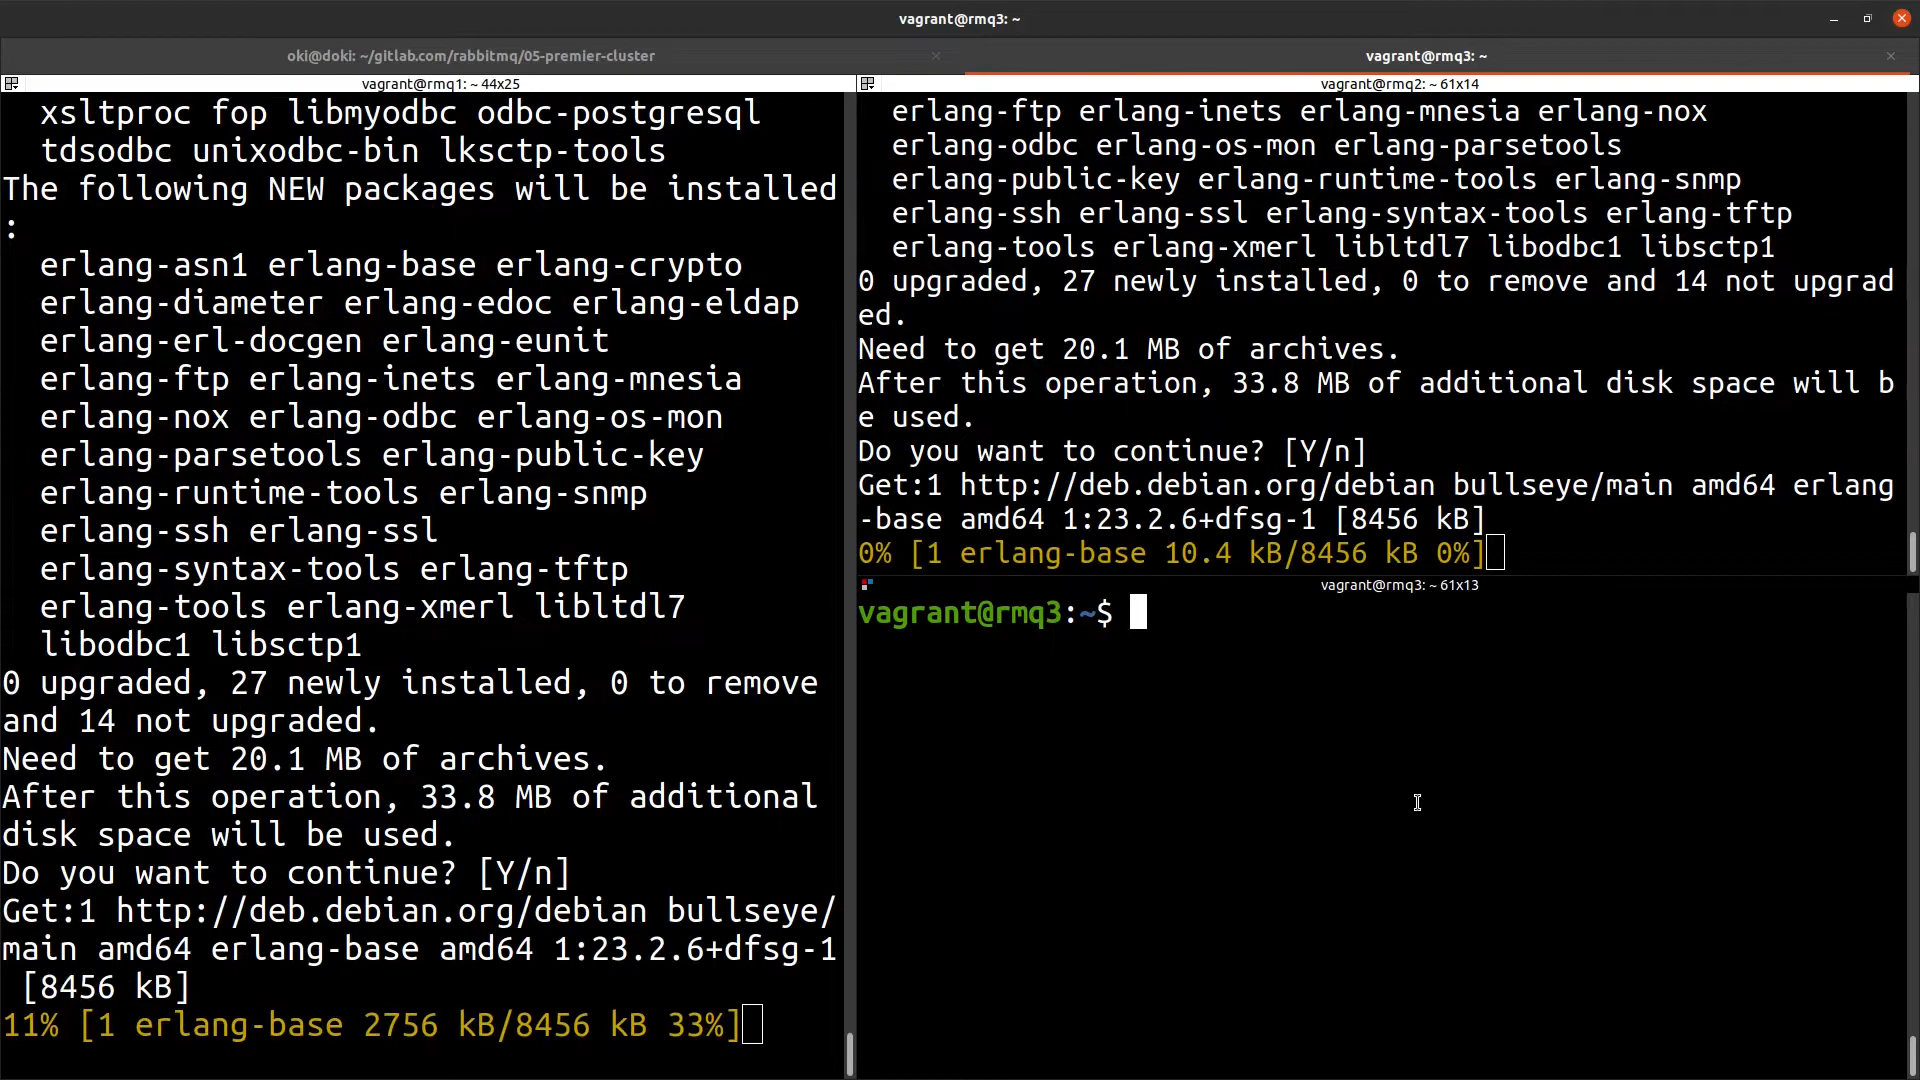 vagrant@rmq3: ~
oki@doki: ~/gitlab.com/rabbitmq/05-premier-cluster
vagrant@rmq3: ~
vagrant@rmq1: ~ 44x25
xsltproc fop libmyodbc odbc-postgresql
tdsodbc unixodbc-bin lksctp-tools
The following NEW packages will be installed
:
erlang-asn1 erlang-base erlang-crypto
erlang-diameter erlang-edoc erlang-eldap
erlang-erl-docgen erlang-eunit
erlang-ftp erlang-inets erlang-mnesia
erlang-nox erlang-odbc erlang-os-mon
erlang-parsetools erlang-public-key
erlang-runtime-tools erlang-snmp
erlang-ssh erlang-ssl
erlang-syntax-tools erlang-tftp
erlang-tools erlang-xmerl libltdl7
libodbc1 libsctp1
0 upgraded, 27 newly installed, 0 to remove
and 14 not upgraded.
Need to get 20.1 MB of archives.
After this operation, 33.8 MB of additional
disk space will be used.
Do you want to continue? [Y/n]
Get:1 http://deb.debian.org/debian bullseye/
main amd64 erlang-base amd64 1:23.2.6+dfsg-1
[8456 kB]
11% [1 erlang-base 2756 kB/8456 kB 33%]
vagrant@rmq2: ~ 61x14
erlang-ftp erlang-inets erlang-mnesia erlang-nox
erlang-odbc erlang-os-mon erlang-parsetools
erlang-public-key erlang-runtime-tools erlang-snmp
erlang-ssh erlang-ssl erlang-syntax-tools erlang-tftp
erlang-tools erlang-xmerl libltdl7 libodbc1 libsctp1
0 upgraded, 27 newly installed, 0 to remove and 14 not upgrad
ed.
Need to get 20.1 MB of archives.
After this operation, 33.8 MB of additional disk space will b
e used.
Do you want to continue? [Y/n]
Get:1 http://deb.debian.org/debian bullseye/main amd64 erlang
-base amd64 1:23.2.6+dfsg-1 [8456 kB]
0% [1 erlang-base 10.4 kB/8456 kB 0%]
vagrant@rmq3: ~ 61x13
vagrant@rmq3:~$